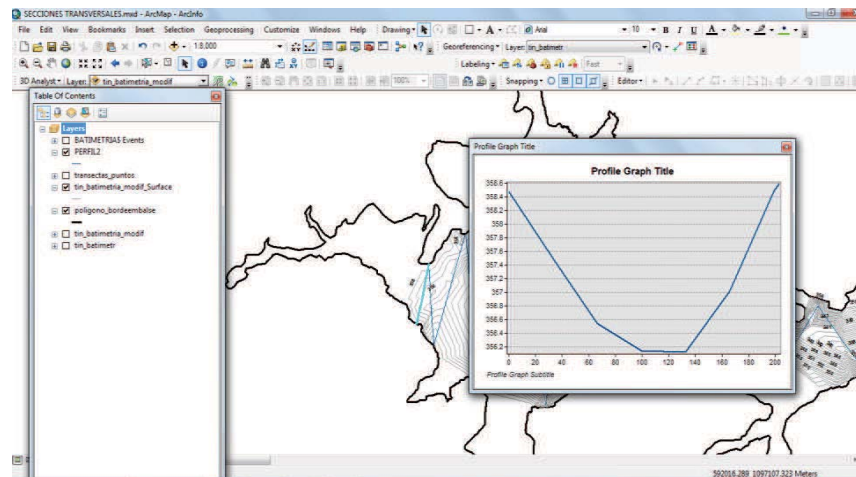 SECCIONES TRANSVERSALES.mxd - ArcMap - ArcInfo
File Edit View Bookmarks Insert Selection Geoprocessing Customize Windows Help Drawing A Arial 10 B I U A
1:8.000 Georeferencing Layer: tin_batimetr
Labeling Fast
3D Analyst Layer: tin_batimetria_modif 100% Snapping Editor
Table Of Contents
Layers
BATIMETRIAS Events
PERFIL2
transectas_puntos
tin_batimetria_modif_Surface
poligono_bordeembalse
tin_batimetria_modif
tin_batimetr
Profile Graph Title
Profile Graph Title
358.6
358.4
358.2
358
357.8
357.6
357.4
357.2
357
356.8
356.6
356.4
356.2
0 20 40 60 80 100 120 140 160 180 200
Profile Graph Subtitle
592016.289 1097107.323 Meters